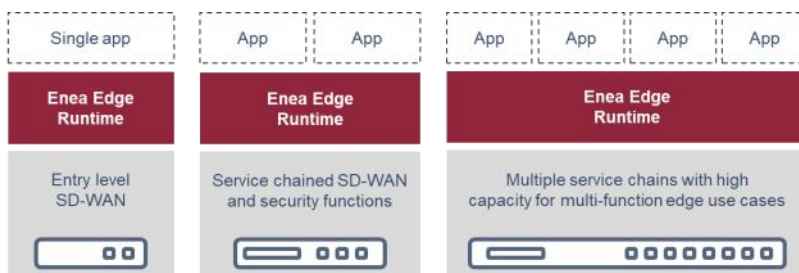 Single app
Enea Edge
Runtime
Entry level
SD-WAN
App
App
Enea Edge
Runtime
Service chained SD-WAN
and security functions
App
App
App
App
Enea Edge
Runtime
Multiple service chains with high
capacity for multi-function edge use cases